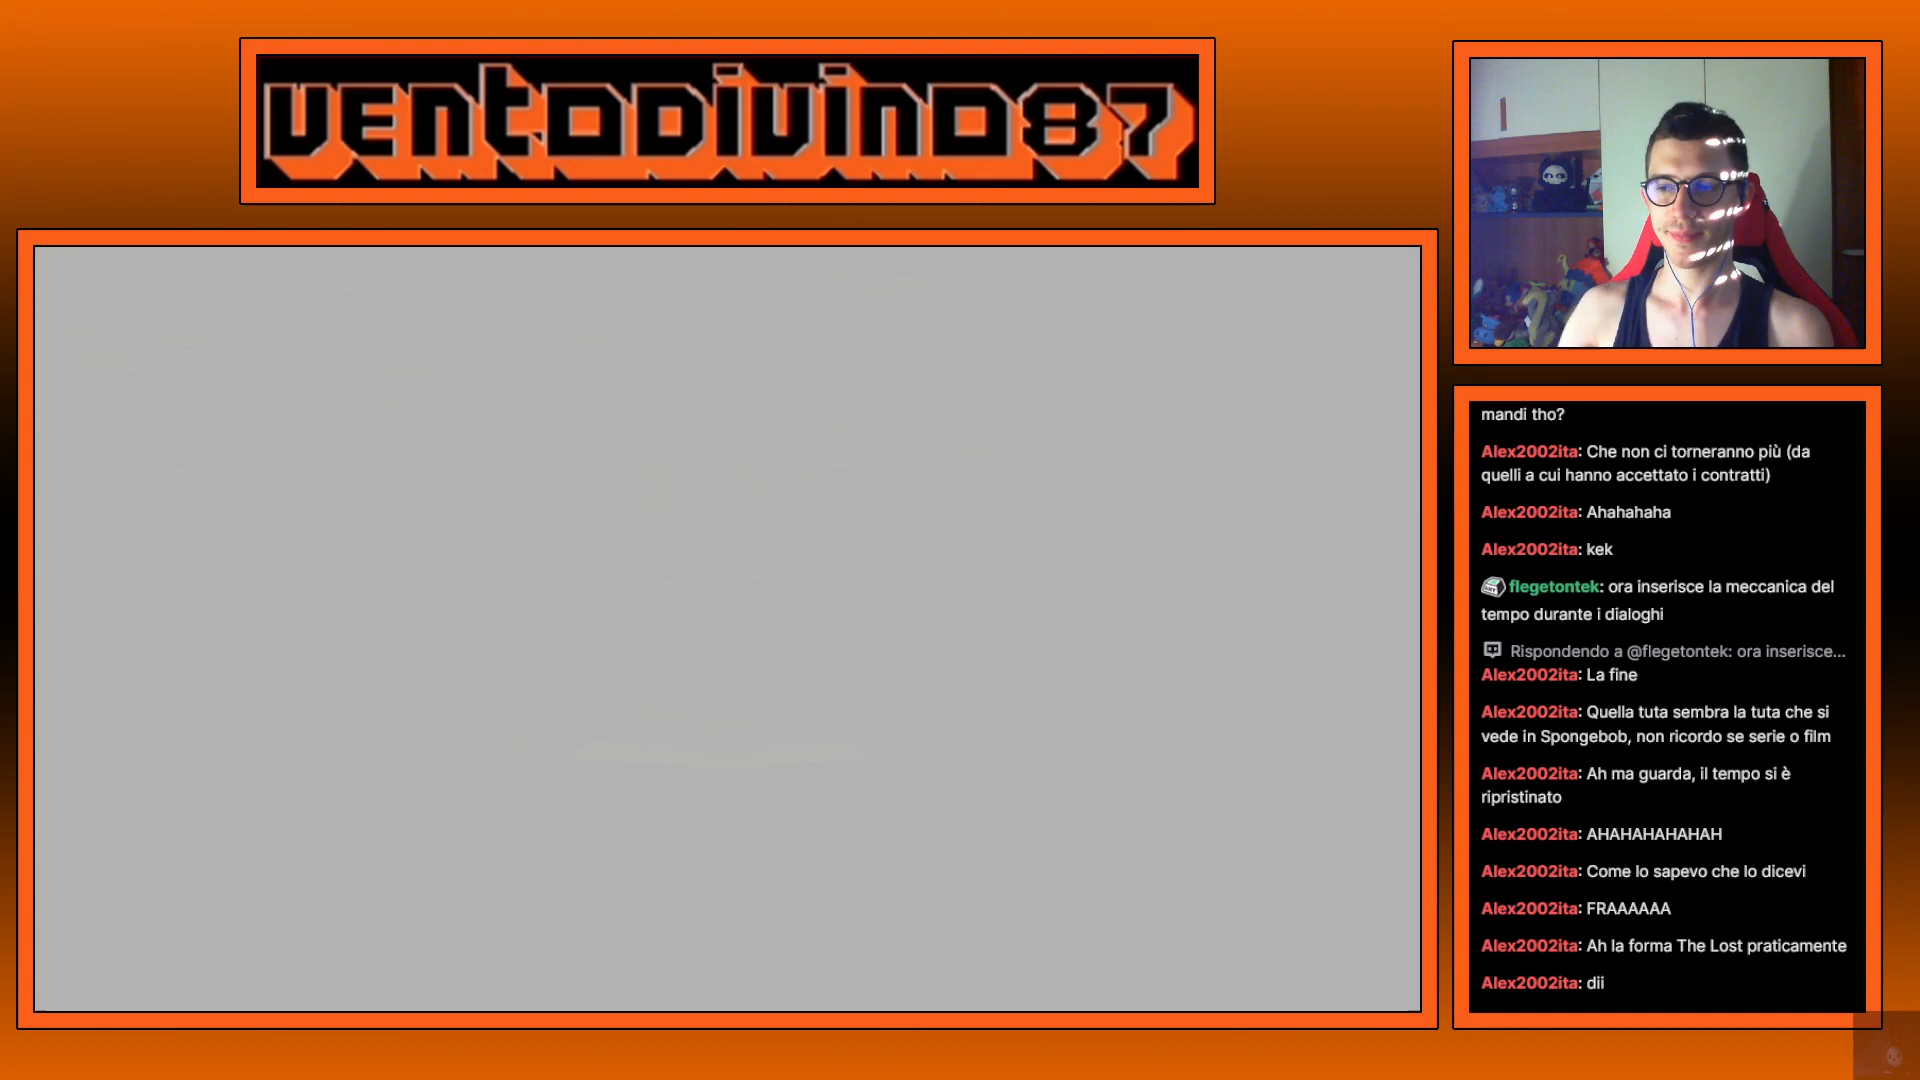 ventodivino87
mandi tho?
Alex2002ita: Che non ci torneranno più (da
quelli a cui hanno accettato i contratti)
Alex2002ita: Ahahahaha
Alex2002ita: kek
flegetontek: ora inserisce la meccanica del
tempo durante i dialoghi
Rispondendo a @flegetontek: ora inserisce...
Alex2002ita: La fine
Alex2002ita: Quella tuta sembra la tuta che si
vede in Spongebob, non ricordo se serie o film
Alex2002ita: Ah ma guarda, il tempo si è
ripristinato
Alex2002ita: AHAHAHAHAHAH
Alex2002ita: Come lo sapevo che lo dicevi
Alex2002ita: FRAAAAAA
Alex2002ita: Ah la forma The Lost praticamente
Alex2002ita: dii